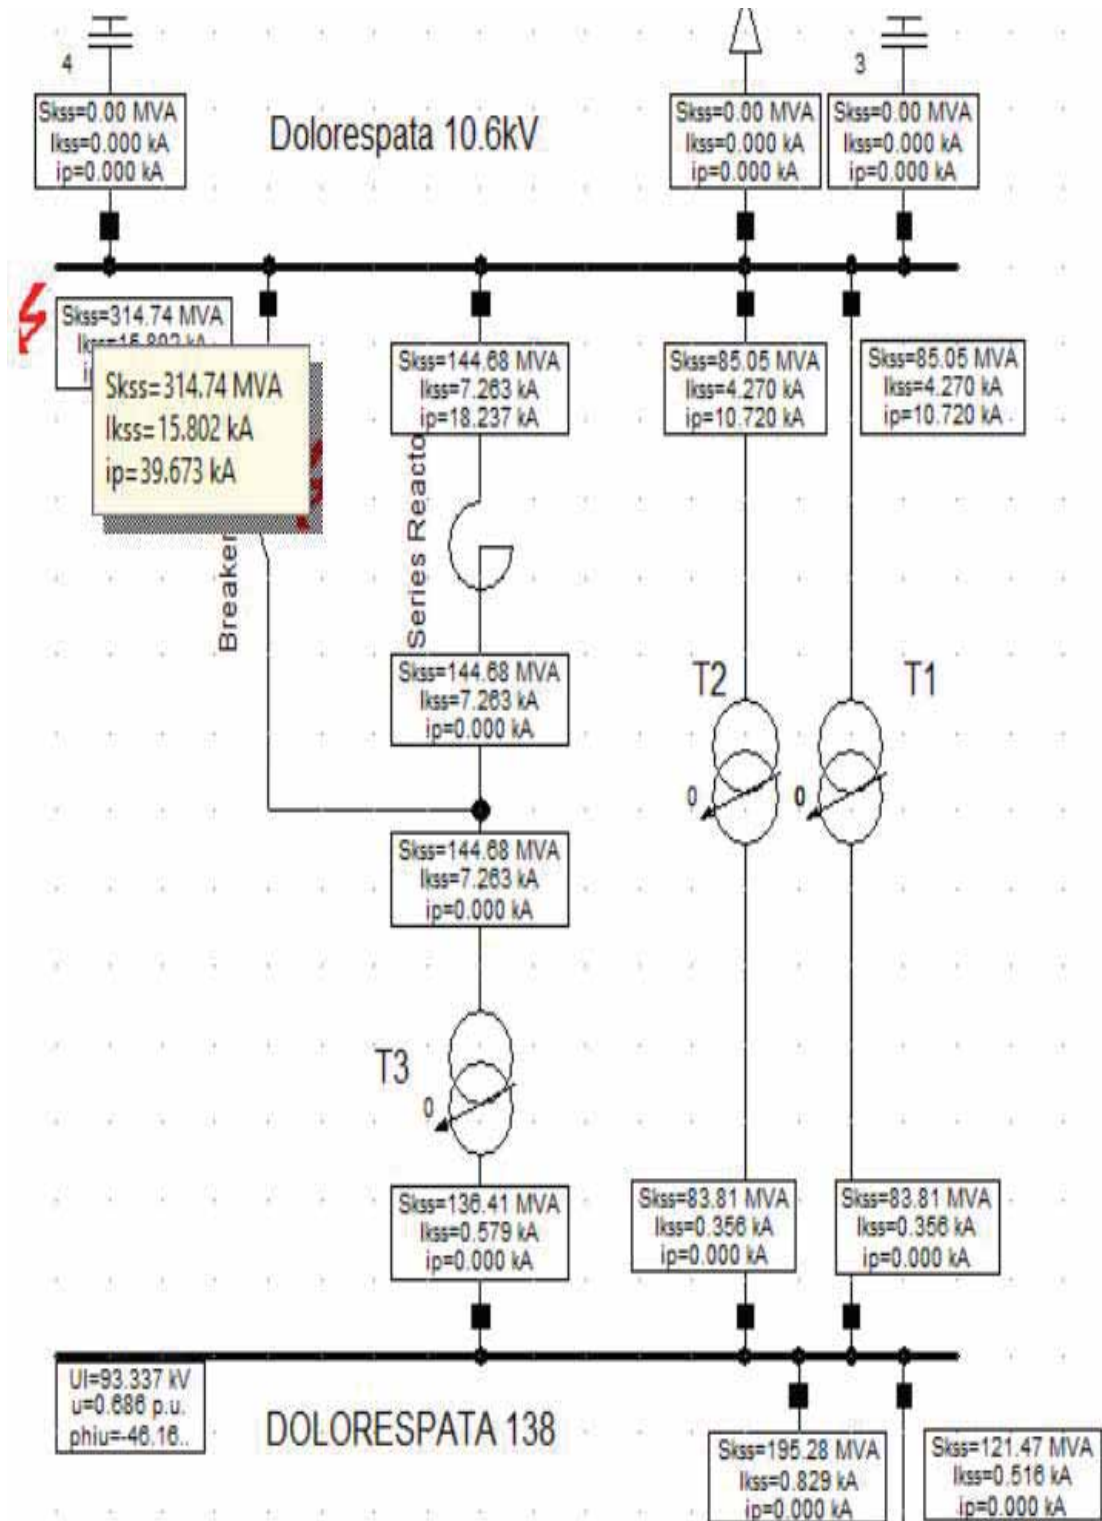 4
3
Skss=0.00 MVA
Ikss=0.000 kA
ip=0.000 kA
Dolorespata 10.6kV
Skss=0.00 MVA
Ikss=0.000 kA
ip=0.000 kA
Skss=0.00 MVA
Ikss=0.000 kA
ip=0.000 kA
Skss=314.74 MVA
Ikss=15.802 kA
Skss=314.74 MVA
Ikss=15.802 kA
ip=39.673 kA
Skss=144.68 MVA
Ikss=7.263 kA
ip=18.237 kA
Skss=85.05 MVA
Ikss=4.270 kA
ip=10.720 kA
Skss=85.05 MVA
Ikss=4.270 kA
ip=10.720 kA
Breaker
Series Reacto
Skss=144.68 MVA
Ikss=7.263 kA
ip=0.000 kA
T2
T1
0
0
Skss=144.68 MVA
Ikss=7.263 kA
ip=0.000 kA
T3
0
Skss=136.41 MVA
Ikss=0.579 kA
ip=0.000 kA
Skss=83.81 MVA
Ikss=0.356 kA
ip=0.000 kA
Skss=83.81 MVA
Ikss=0.356 kA
ip=0.000 kA
Ul=93.337 kV
u=0.686 p.u.
phiu=-46.16..
DOLORESPATA 138
Skss=195.28 MVA
Ikss=0.829 kA
ip=0.000 kA
Skss=121.47 MVA
Ikss=0.516 kA
ip=0.000 kA